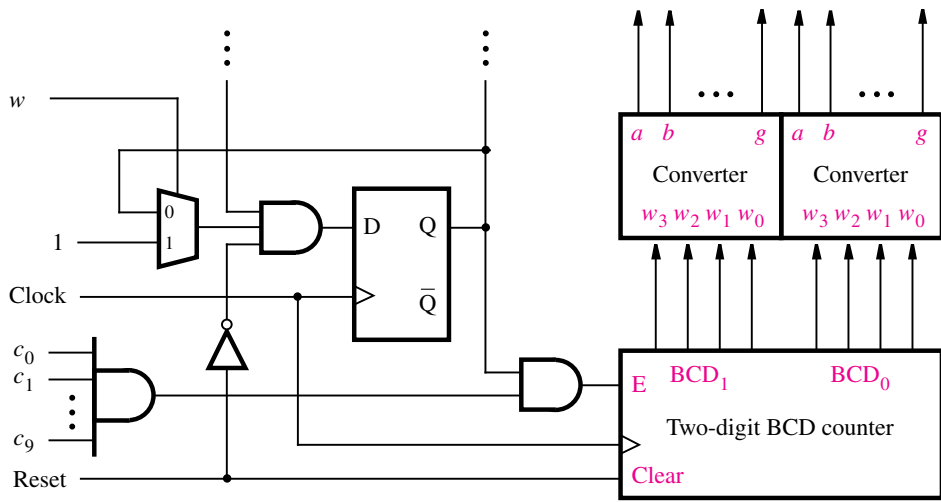 w
a b g a b g
Converter Converter
0
w₃ w₂ w₁ w₀ w₃ w₂ w₁ w₀
D Q
1 1
Clock
Q̅
c₀
c₁
E BCD₁ BCD₀
Two-digit BCD counter
c₉
Reset Clear